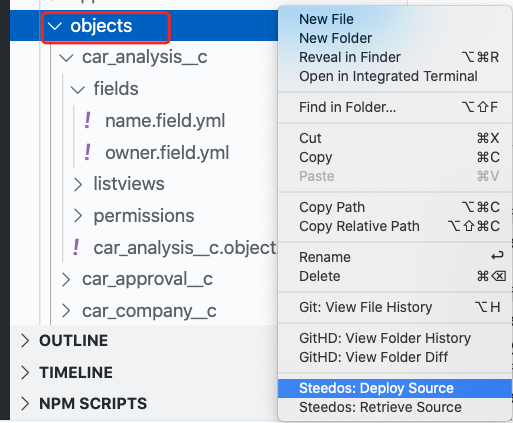 objects
car_analysis__c
fields
! name.field.yml
! owner.field.yml
listviews
permissions
! car_analysis__c.object.
car_approval__c
car_company__c
OUTLINE
TIMELINE
NPM SCRIPTS
New File
New Folder
Reveal in Finder ⌥⌘R
Open in Integrated Terminal
Find in Folder... ⌥⇧F
Cut ⌘X
Copy ⌘C
Paste ⌘V
Copy Path ⌥⌘C
Copy Relative Path ⌥⇧⌘C
Rename ↩
Delete ⌘⌫
Git: View File History ⌥H
GitHD: View Folder History
GitHD: View Folder Diff
Steedos: Deploy Source
Steedos: Retrieve Source